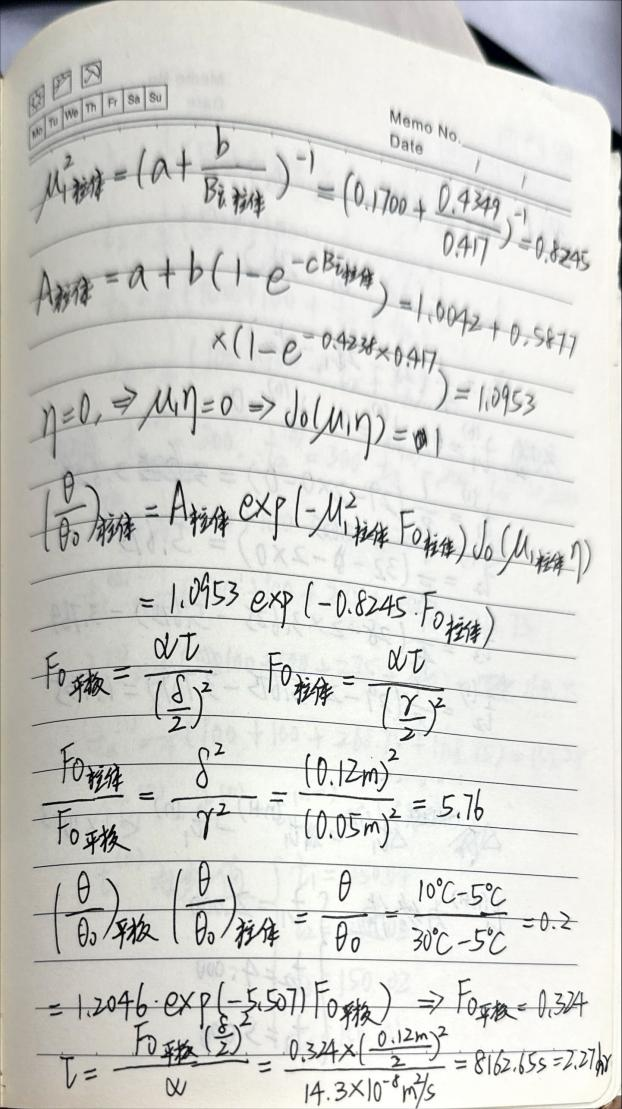 Mo Tu We Th Fr Sa Su
Memo No.
Date / /
μ₁²柱体 = (a + b/Bi柱体)⁻¹ = (0.1700 + 0.4349/0.417)⁻¹ = 0.8245
A柱体 = a + b(1 - e^(-cBi柱体)) = 1.0042 + 0.5877
×(1 - e^(-0.4238×0.417)) = 1.0953
η=0, ⇒ μ₁η=0 ⇒ J₀(μ₁η) = 1
(θ/θ₀)柱体 = A柱体 exp(-μ₁²柱体 Fo柱体) J₀(μ₁柱体 η)
= 1.0953 exp(-0.8245·Fo柱体)
Fo平板 = ατ/(δ/2)² Fo柱体 = ατ/(r/2)²
Fo柱体/Fo平板 = δ²/r² = (0.12m)²/(0.05m)² = 5.76
(θ/θ₀)平板 (θ/θ₀)柱体 = θ/θ₀ = (10℃-5℃)/(30℃-5℃) = 0.2
= 1.2046·exp(-5.5071 Fo平板) ⇒ Fo平板 = 0.324
τ = Fo平板(δ/2)²/α = 0.324×(0.12m/2)²/(14.3×10⁻⁸m²/s) = 8162.65s = 2.27hr